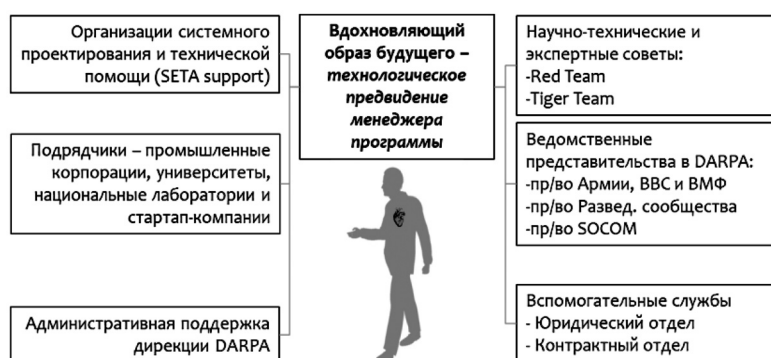 Организации системного
проектирования и технической
помощи (SETA support)
Подрядчики – промышленные
корпорации, университеты,
национальные лаборатории и
стартап-компании
Административная поддержка
дирекции DARPA
Вдохновляющий
образ будущего –
технологическое
предвидение
менеджера
программы
Научно-технические и
экспертные советы:
-Red Team
-Tiger Team
Ведомственные
представительства в DARPA:
-пр/во Армии, ВВС и ВМФ
-пр/во Развед. сообщества
-пр/во SOCOM
Вспомогательные службы
- Юридический отдел
- Контрактный отдел